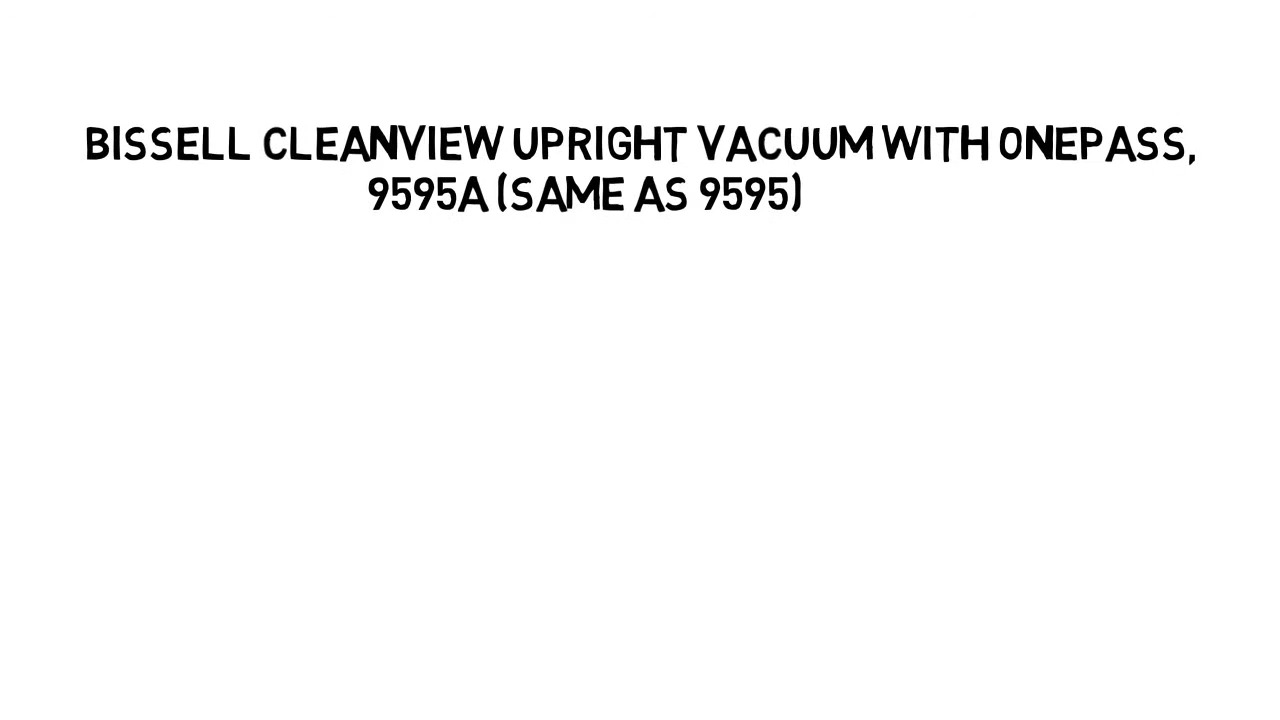 BISSELL CLEANVIEW UPRIGHT VACUUM WITH ONEPASS,
9595A (SAME AS 9595)